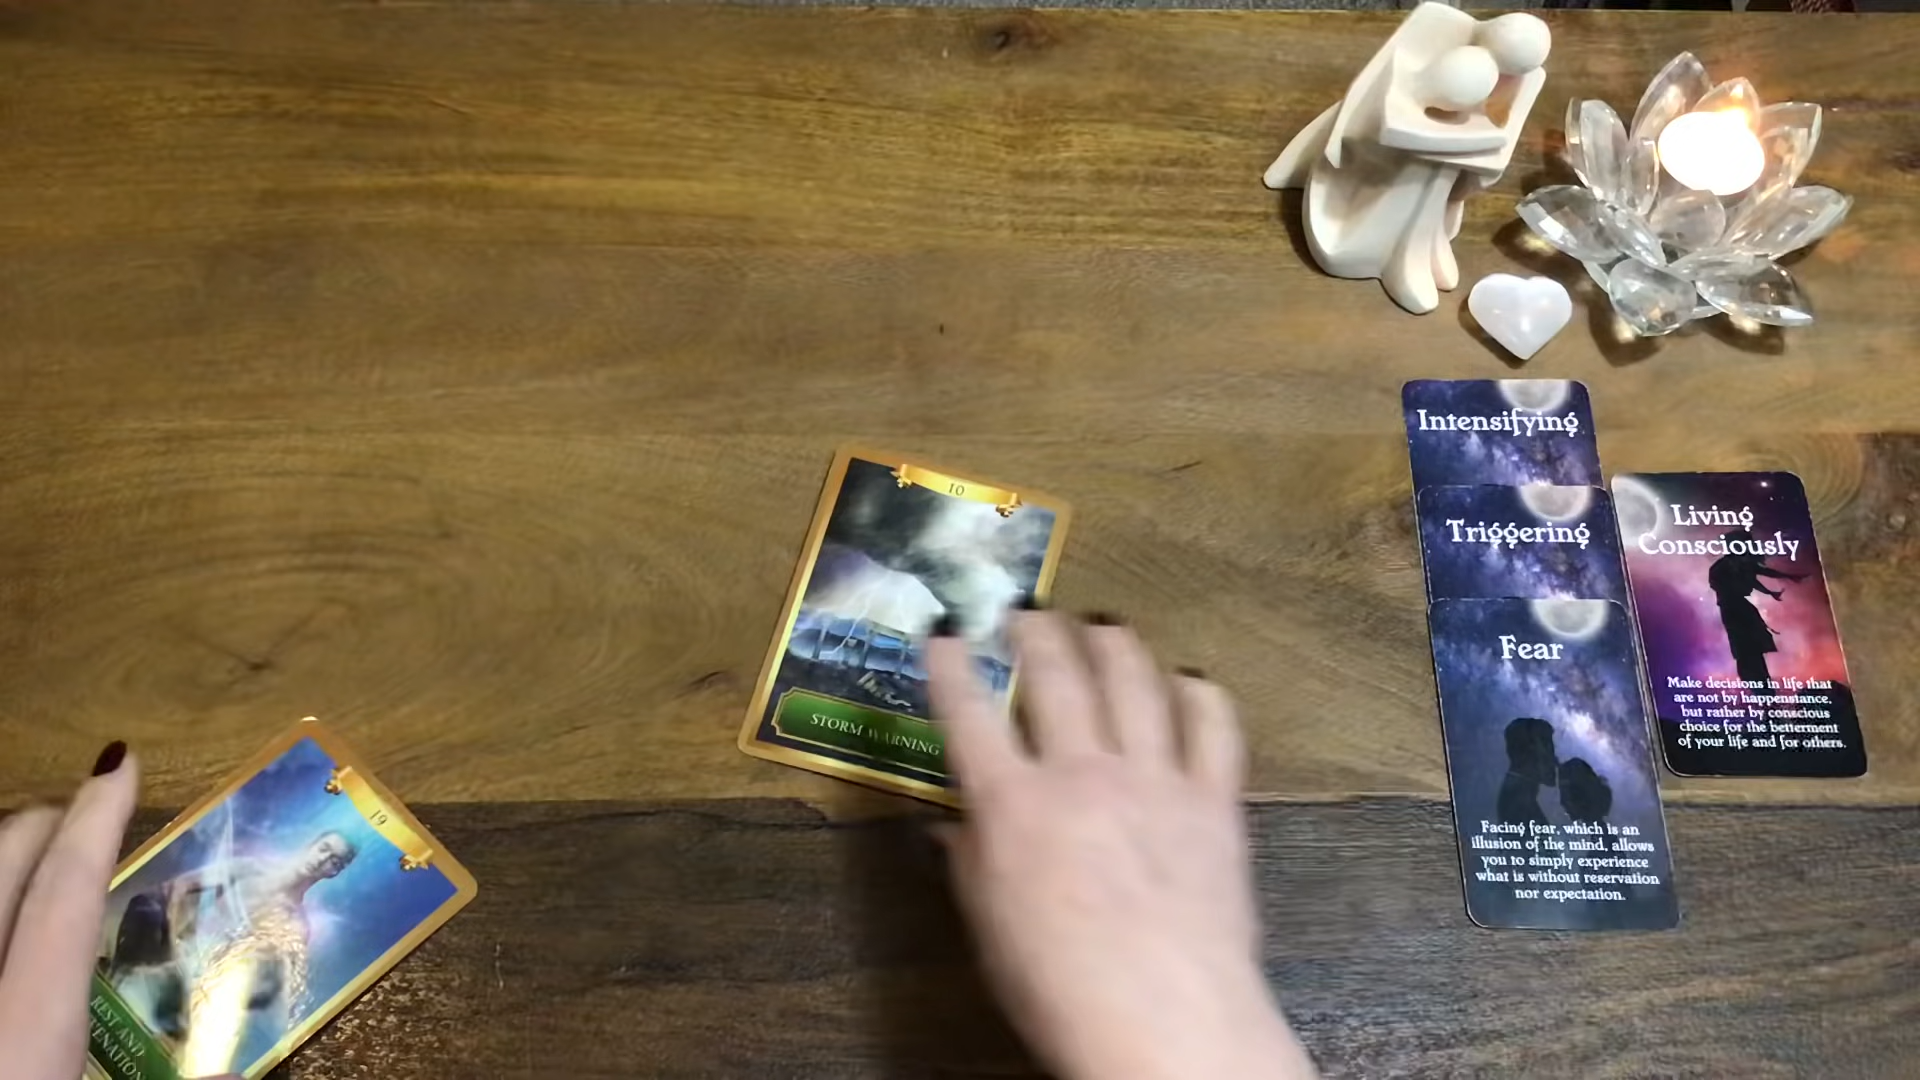 10
STORM WARNING
19
REST AND
Intensifying
Triggering
Fear
Facing fear, which is an
illusion of the mind, allows
you to simply experience
what is without reservation
nor expectation.
Living
Consciously
Make decisions in life that
are not by happenstance,
but rather by conscious
choice for the betterment
of your life and for others.